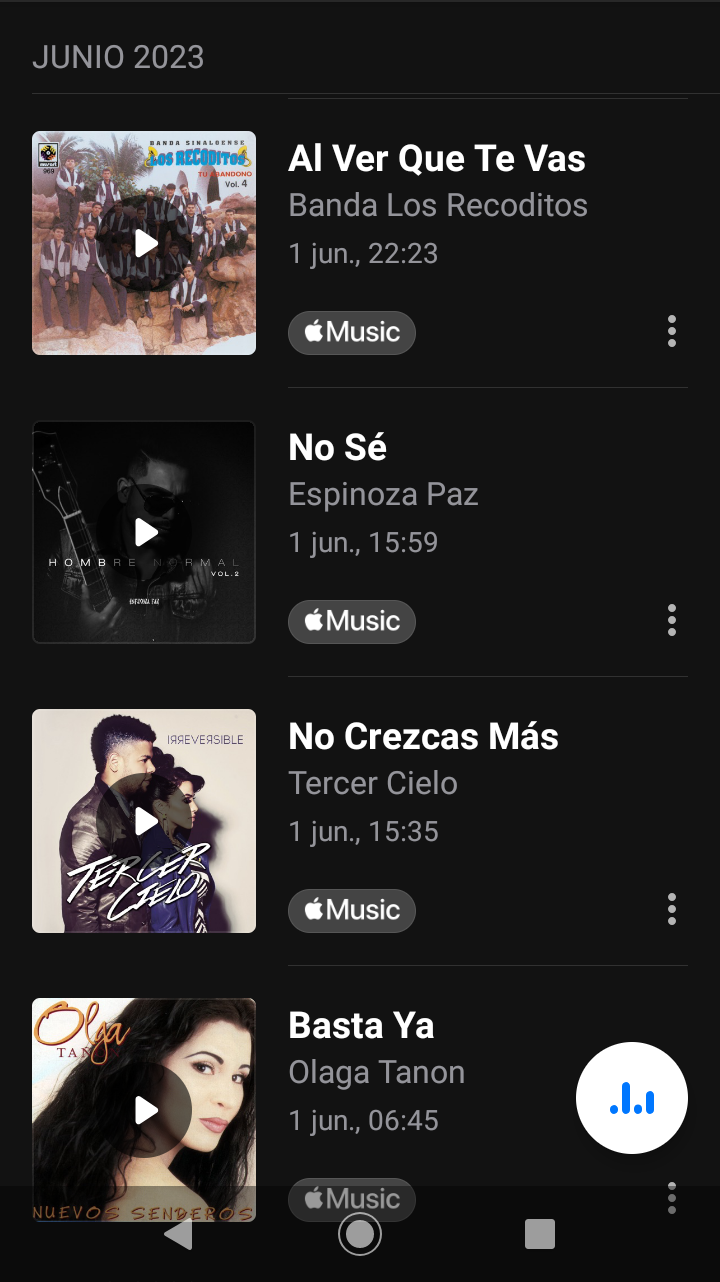 JUNIO 2023
BANDA SINALOENSE
LOS RECODITOS
TU ABANDONO
Vol. 4
969
Al Ver Que Te Vas
Banda Los Recoditos
1 jun., 22:23
Music
HOMBRE NORMAL
VOL.2
ESPINOZA PAZ
No Sé
Espinoza Paz
1 jun., 15:59
Music
IRREVERSIBLE
TERCER
CIELO
No Crezcas Más
Tercer Cielo
1 jun., 15:35
Music
Olga
TAÑ
NUEVOS SENDEROS
Basta Ya
Olaga Tanon
1 jun., 06:45
Music